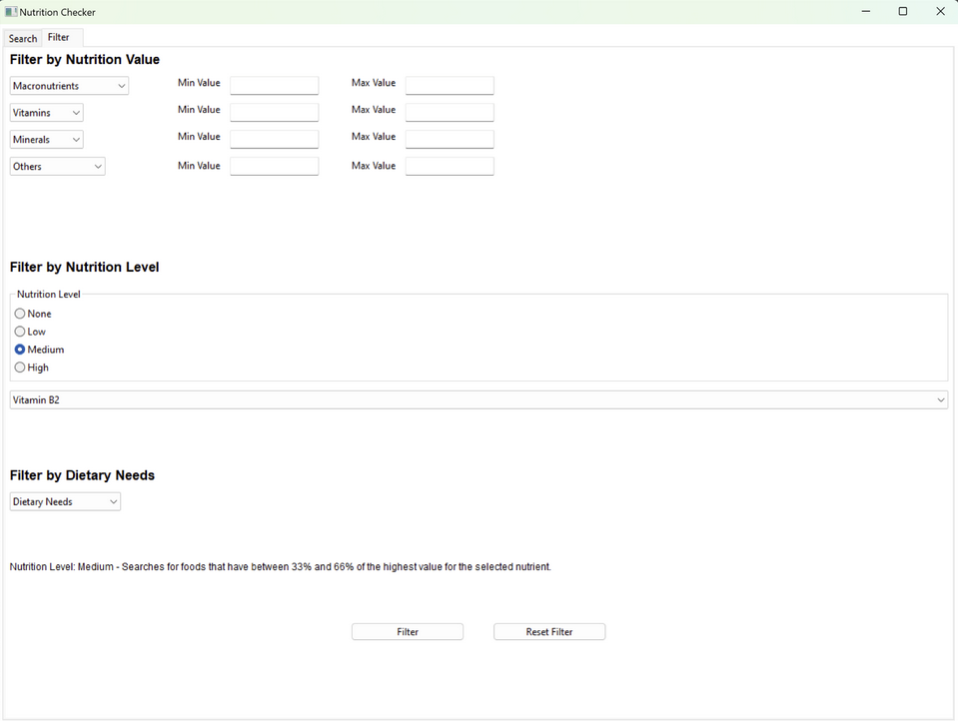 Nutrition Checker
Search Filter
Filter by Nutrition Value
Macronutrients Min Value Max Value
Vitamins Min Value Max Value
Minerals Min Value Max Value
Others Min Value Max Value
Filter by Nutrition Level
Nutrition Level
None
Low
Medium
High
Vitamin B2
Filter by Dietary Needs
Dietary Needs
Nutrition Level: Medium - Searches for foods that have between 33% and 66% of the highest value for the selected nutrient.
Filter Reset Filter